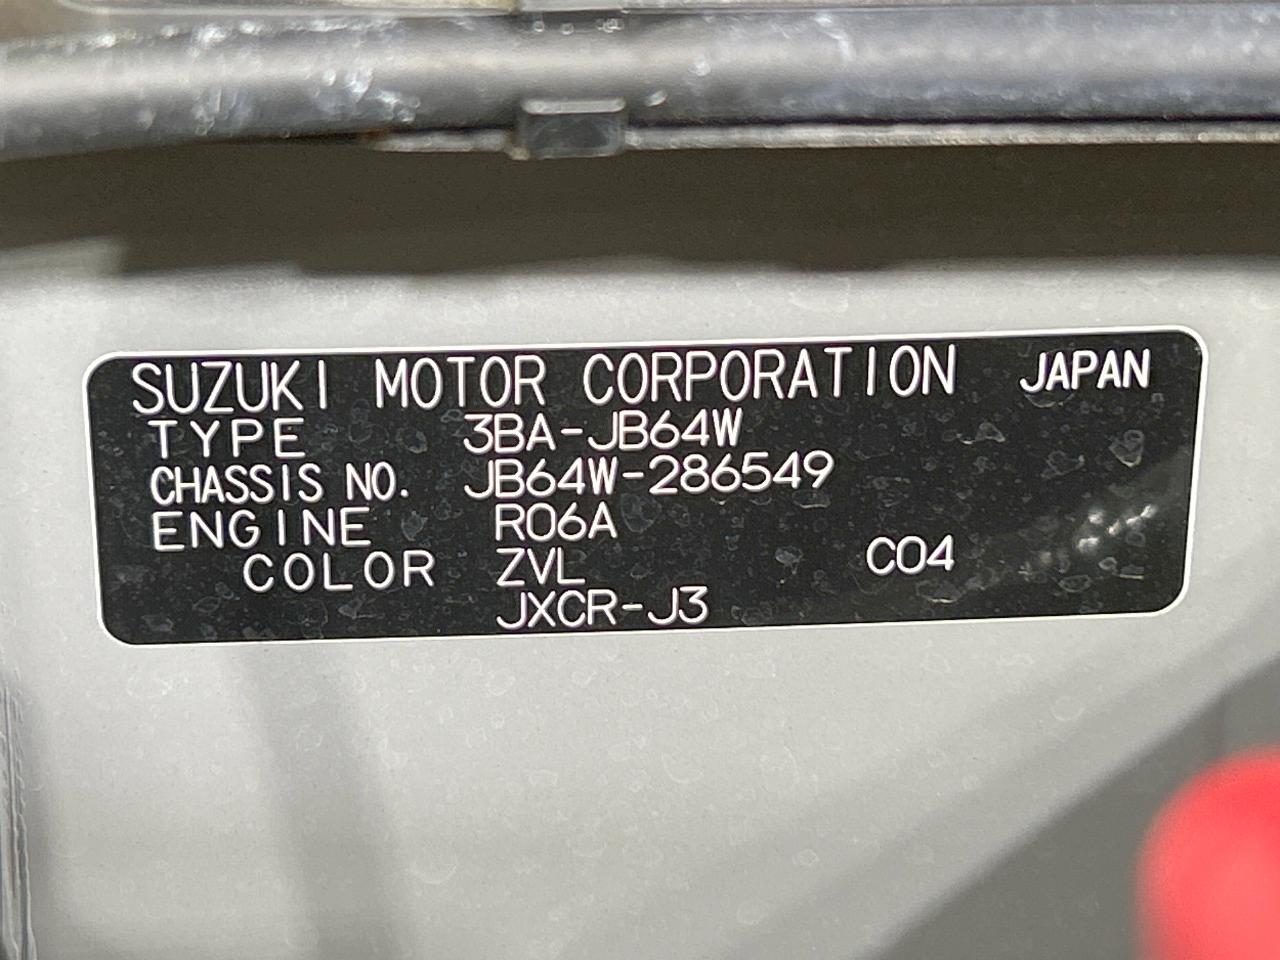 SUZUKI MOTOR CORPORATION JAPAN
TYPE 3BA-JB64W
CHASSIS NO. JB64W-286549
ENGINE R06A
COLOR ZVL C04
JXCR-J3